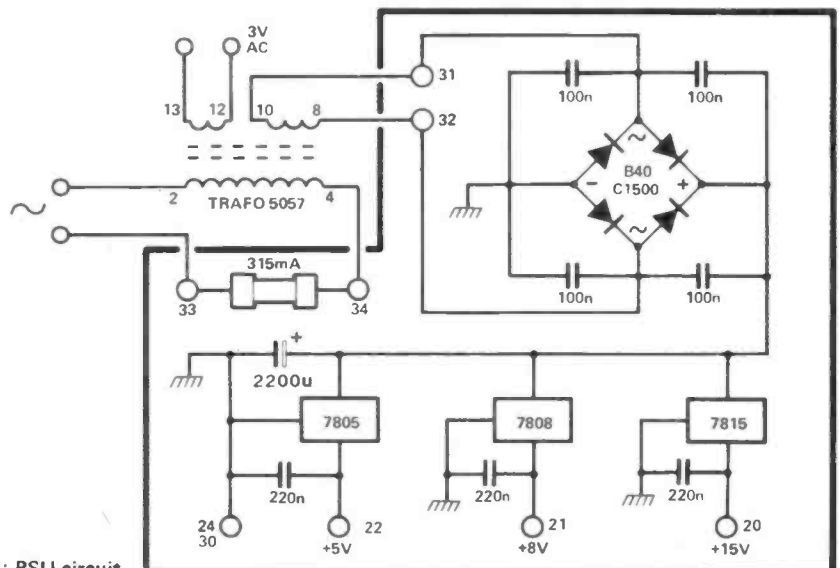 3V
AC
13
12
10
8
31
32
100n
100n
~
B40
C1500
-
+
~
100n
100n
~
2
TRAFO 5057
4
315mA
33
34
+
2200u
7805
7808
7815
220n
220n
220n
24
30
22
+5V
21
+8V
20
+15V
: PSU circuit